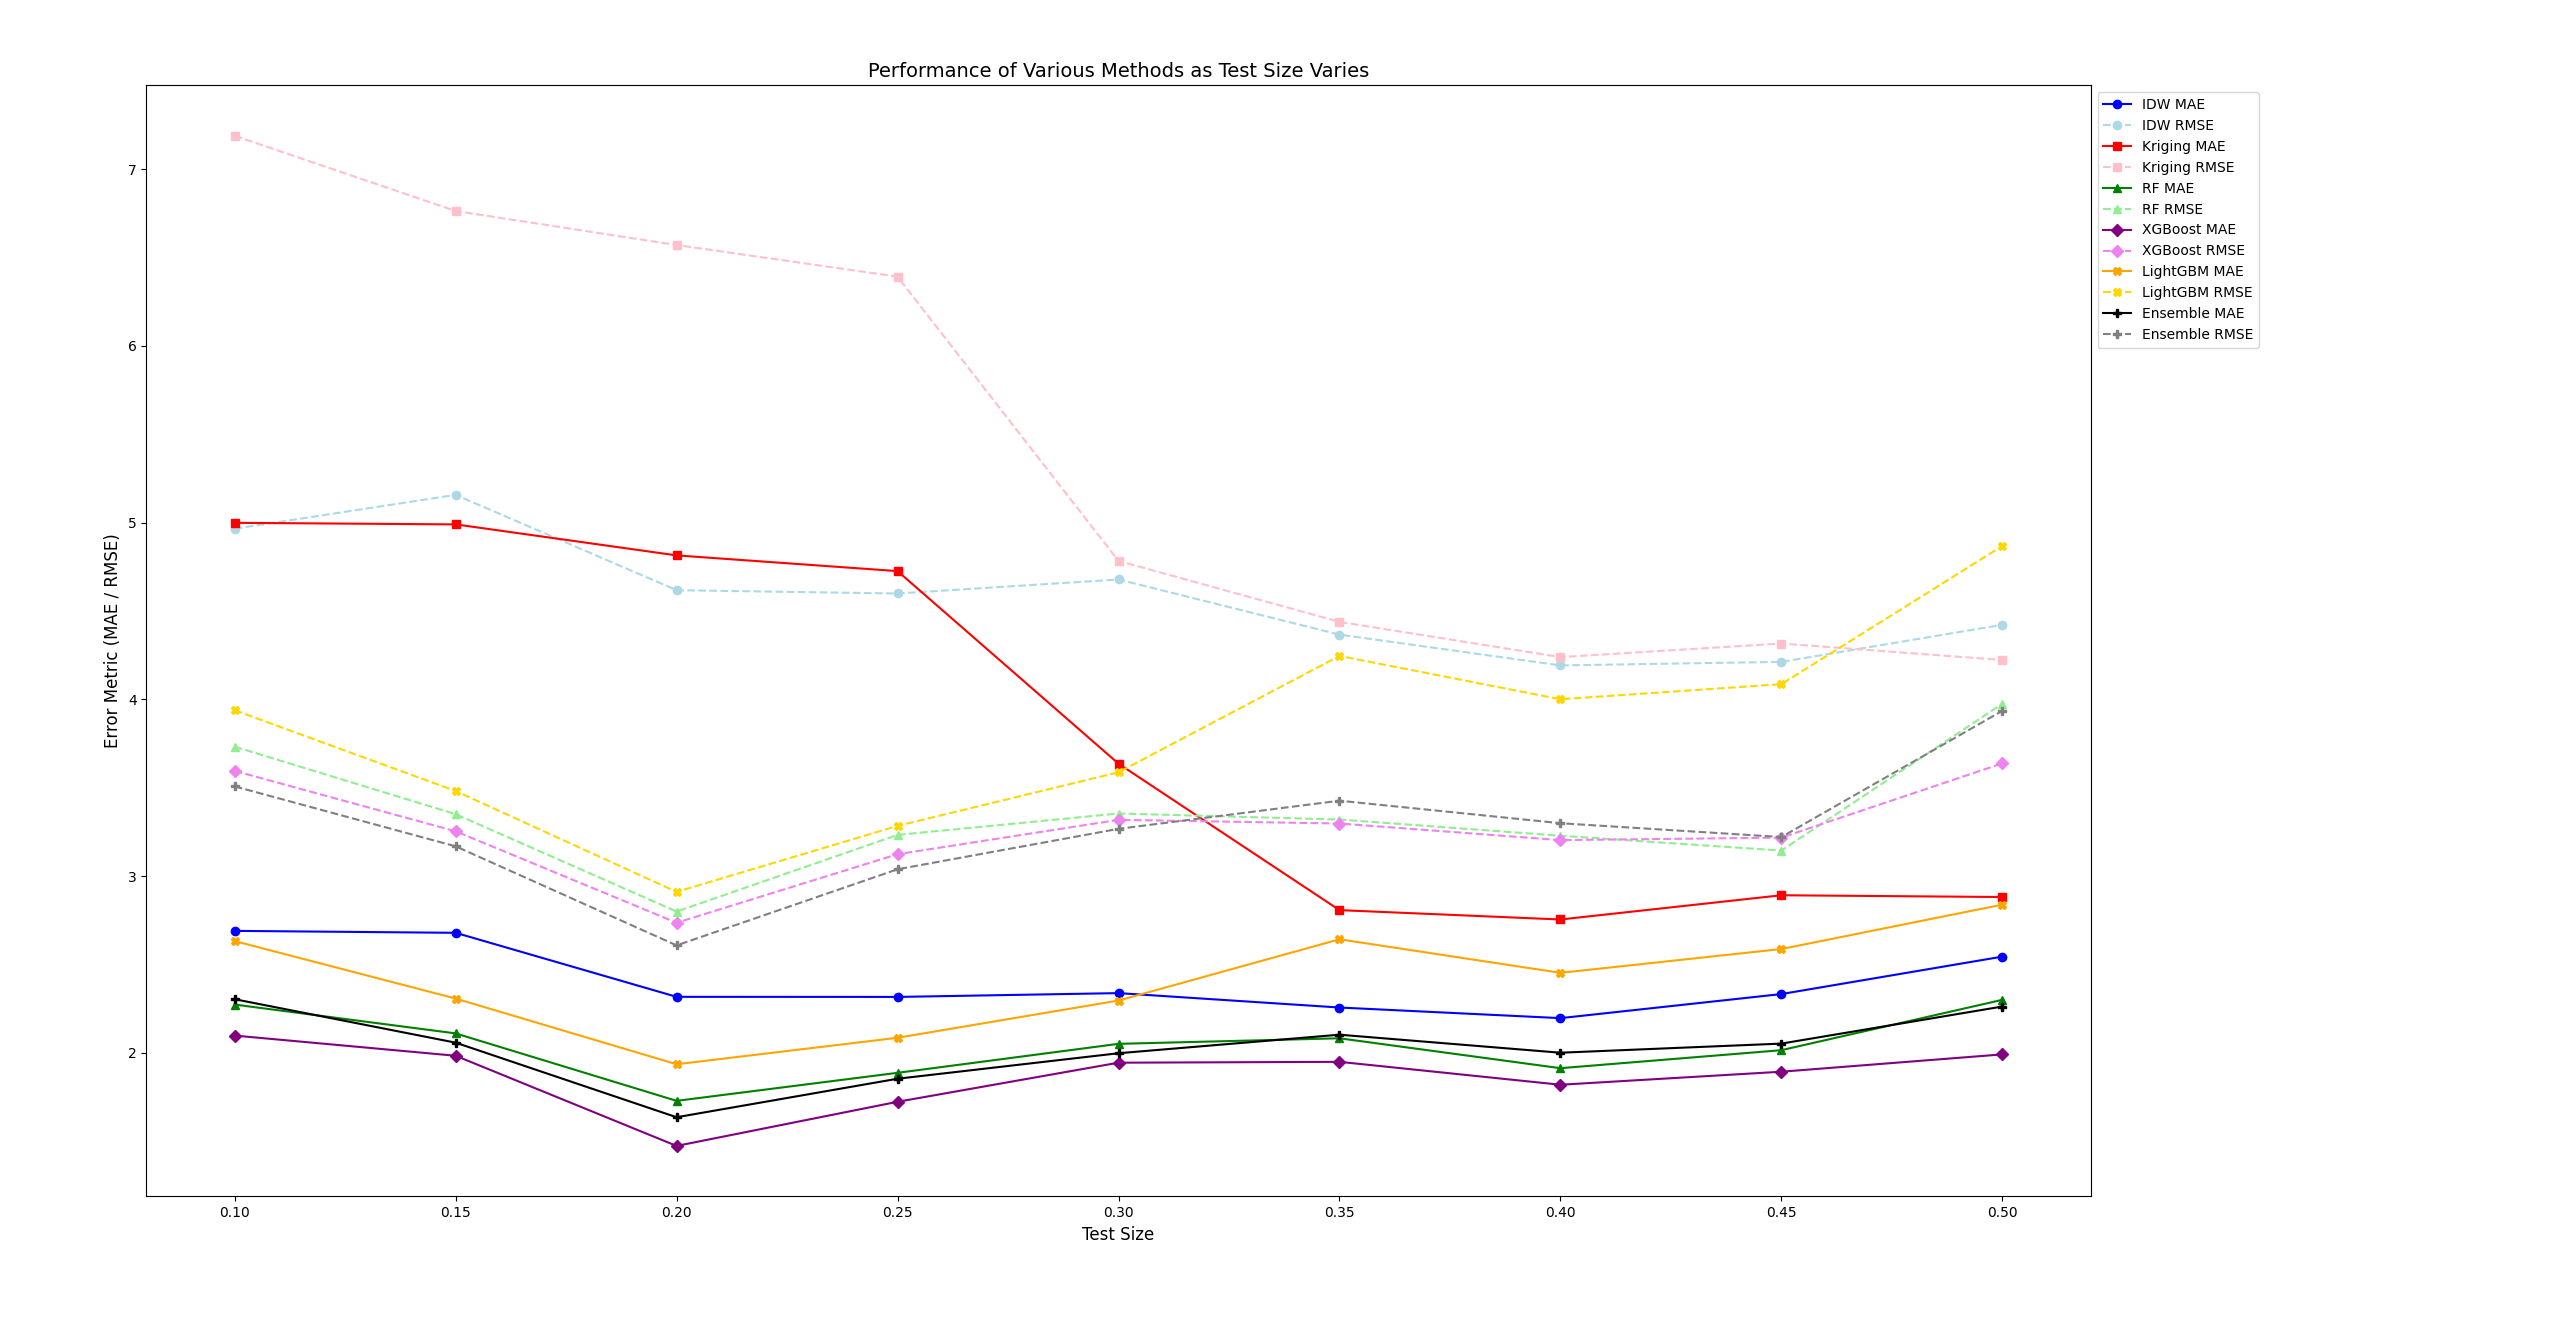 Performance of Various Methods as Test Size Varies
Error Metric (MAE / RMSE)
7
6
5
4
3
2
0.10 0.15 0.20 0.25 0.30 0.35 0.40 0.45 0.50
Test Size
IDW MAE
IDW RMSE
Kriging MAE
Kriging RMSE
RF MAE
RF RMSE
XGBoost MAE
XGBoost RMSE
LightGBM MAE
LightGBM RMSE
Ensemble MAE
Ensemble RMSE